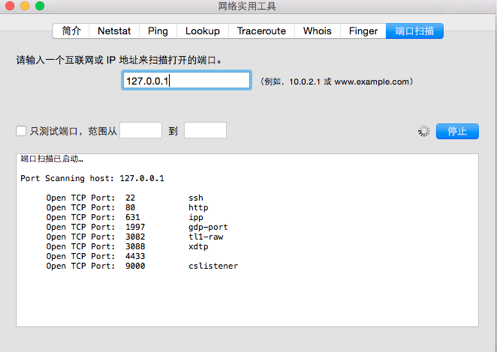 网络实用工具
简介 Netstat Ping Lookup Traceroute Whois Finger 端口扫描
请输入一个互联网或 IP 地址来扫描打开的端口。
127.0.0.1 （例如，10.0.2.1 或 www.example.com）
只测试端口，范围从 到 停止
端口扫描已启动…
Port Scanning host: 127.0.0.1
Open TCP Port: 22 ssh
Open TCP Port: 80 http
Open TCP Port: 631 ipp
Open TCP Port: 1997 gdp-port
Open TCP Port: 3082 tl1-raw
Open TCP Port: 3088 xdtp
Open TCP Port: 4433
Open TCP Port: 9000 cslistener